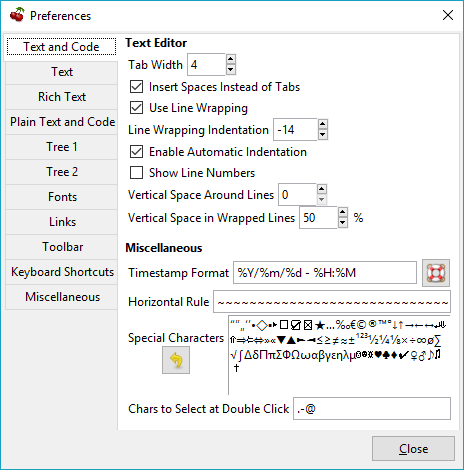 Preferences
Text and Code
Text
Rich Text
Plain Text and Code
Tree 1
Tree 2
Fonts
Links
Toolbar
Keyboard Shortcuts
Miscellaneous
Text Editor
Tab Width 4
Insert Spaces Instead of Tabs
Use Line Wrapping
Line Wrapping Indentation -14
Enable Automatic Indentation
Show Line Numbers
Vertical Space Around Lines 0
Vertical Space in Wrapped Lines 50 %
Miscellaneous
Timestamp Format %Y/%m/%d - %H:%M
Horizontal Rule ~~~~~~~~~~~~~~~~~~~~~~~~~~~~~~
Special Characters
“”„‘’•◇▪▸☐☑☒★…‰€©®™°↓↑→←↔↵
⇧⇨⇦⇔»«▼▲►◄≤≥≠≈±¹²³½¼⅛×÷∞ø∑
√∫ΔδΠπΣΦΩωαβγεηλμ☺☻☼♥♣♦✔♀♂♪♫
†
Chars to Select at Double Click .-@
Close